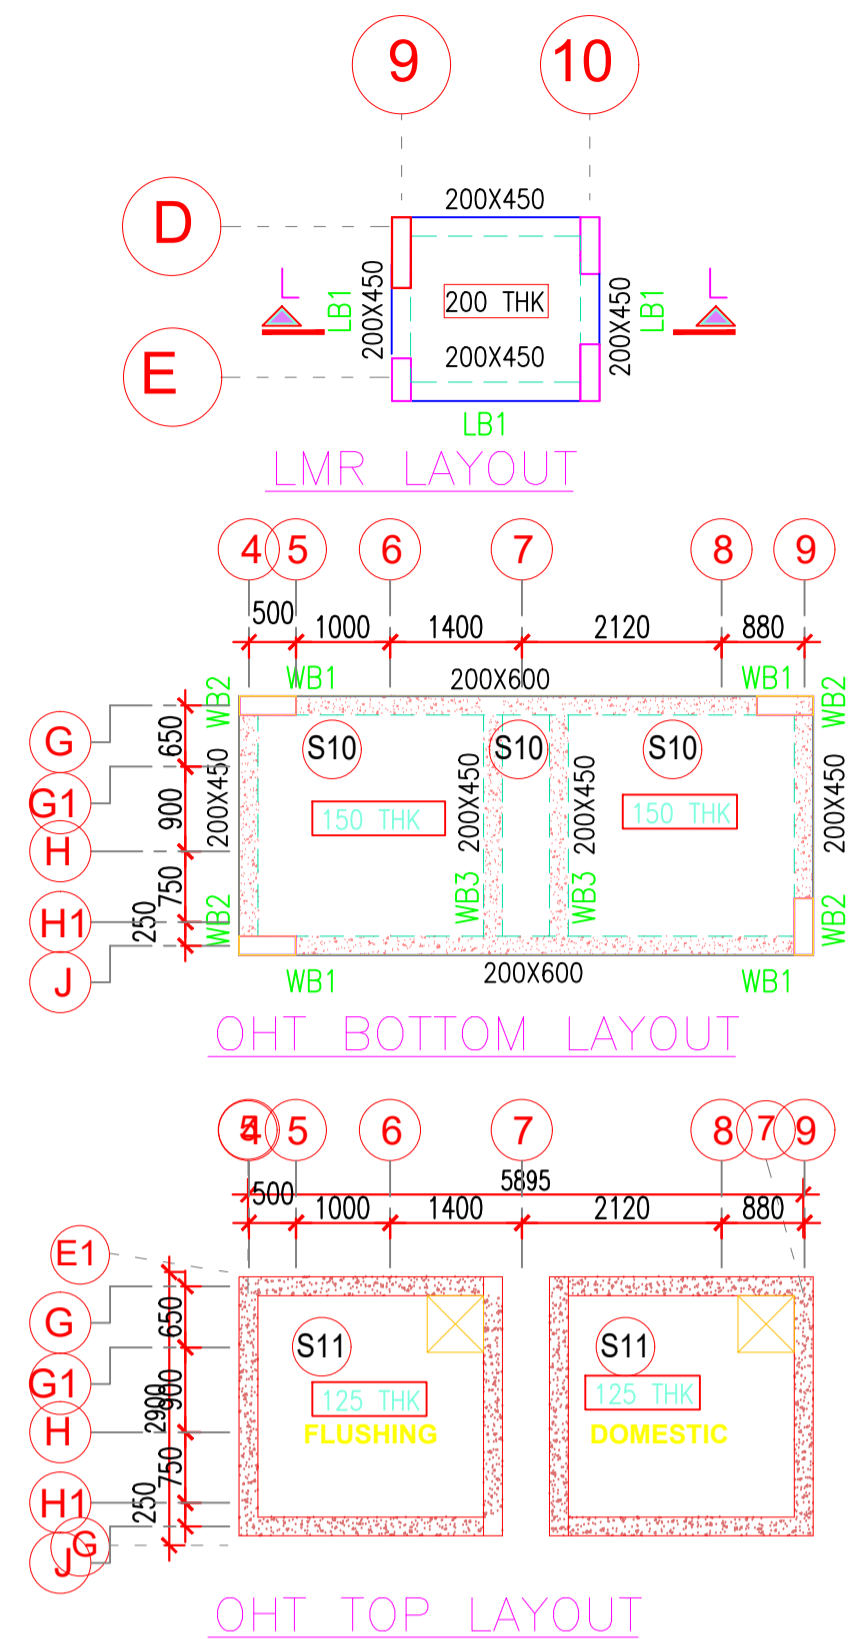 9 10
D
200X450
L LB1 200X450 200 THK 200X450 LB1 L
E
200X450
LB1
LMR LAYOUT
4 5 6 7 8 9
500 1000 1400 2120 880
WB1 200X600 WB1
WB2 WB2
G 650 S10 S10 S10
G1 900 200X450 150 THK 200X450 200X450 150 THK 200X450
H
750 WB3 WB3
H1 250 WB2 WB2
J
WB1 200X600 WB1
OHT BOTTOM LAYOUT
4 5 6 7 8 7 9
5895
500 1000 1400 2120 880
E1
G 650 S11 S11
G1 2900 900 125 THK 125 THK
H FLUSHING DOMESTIC
750
H1 250
G
J
OHT TOP LAYOUT